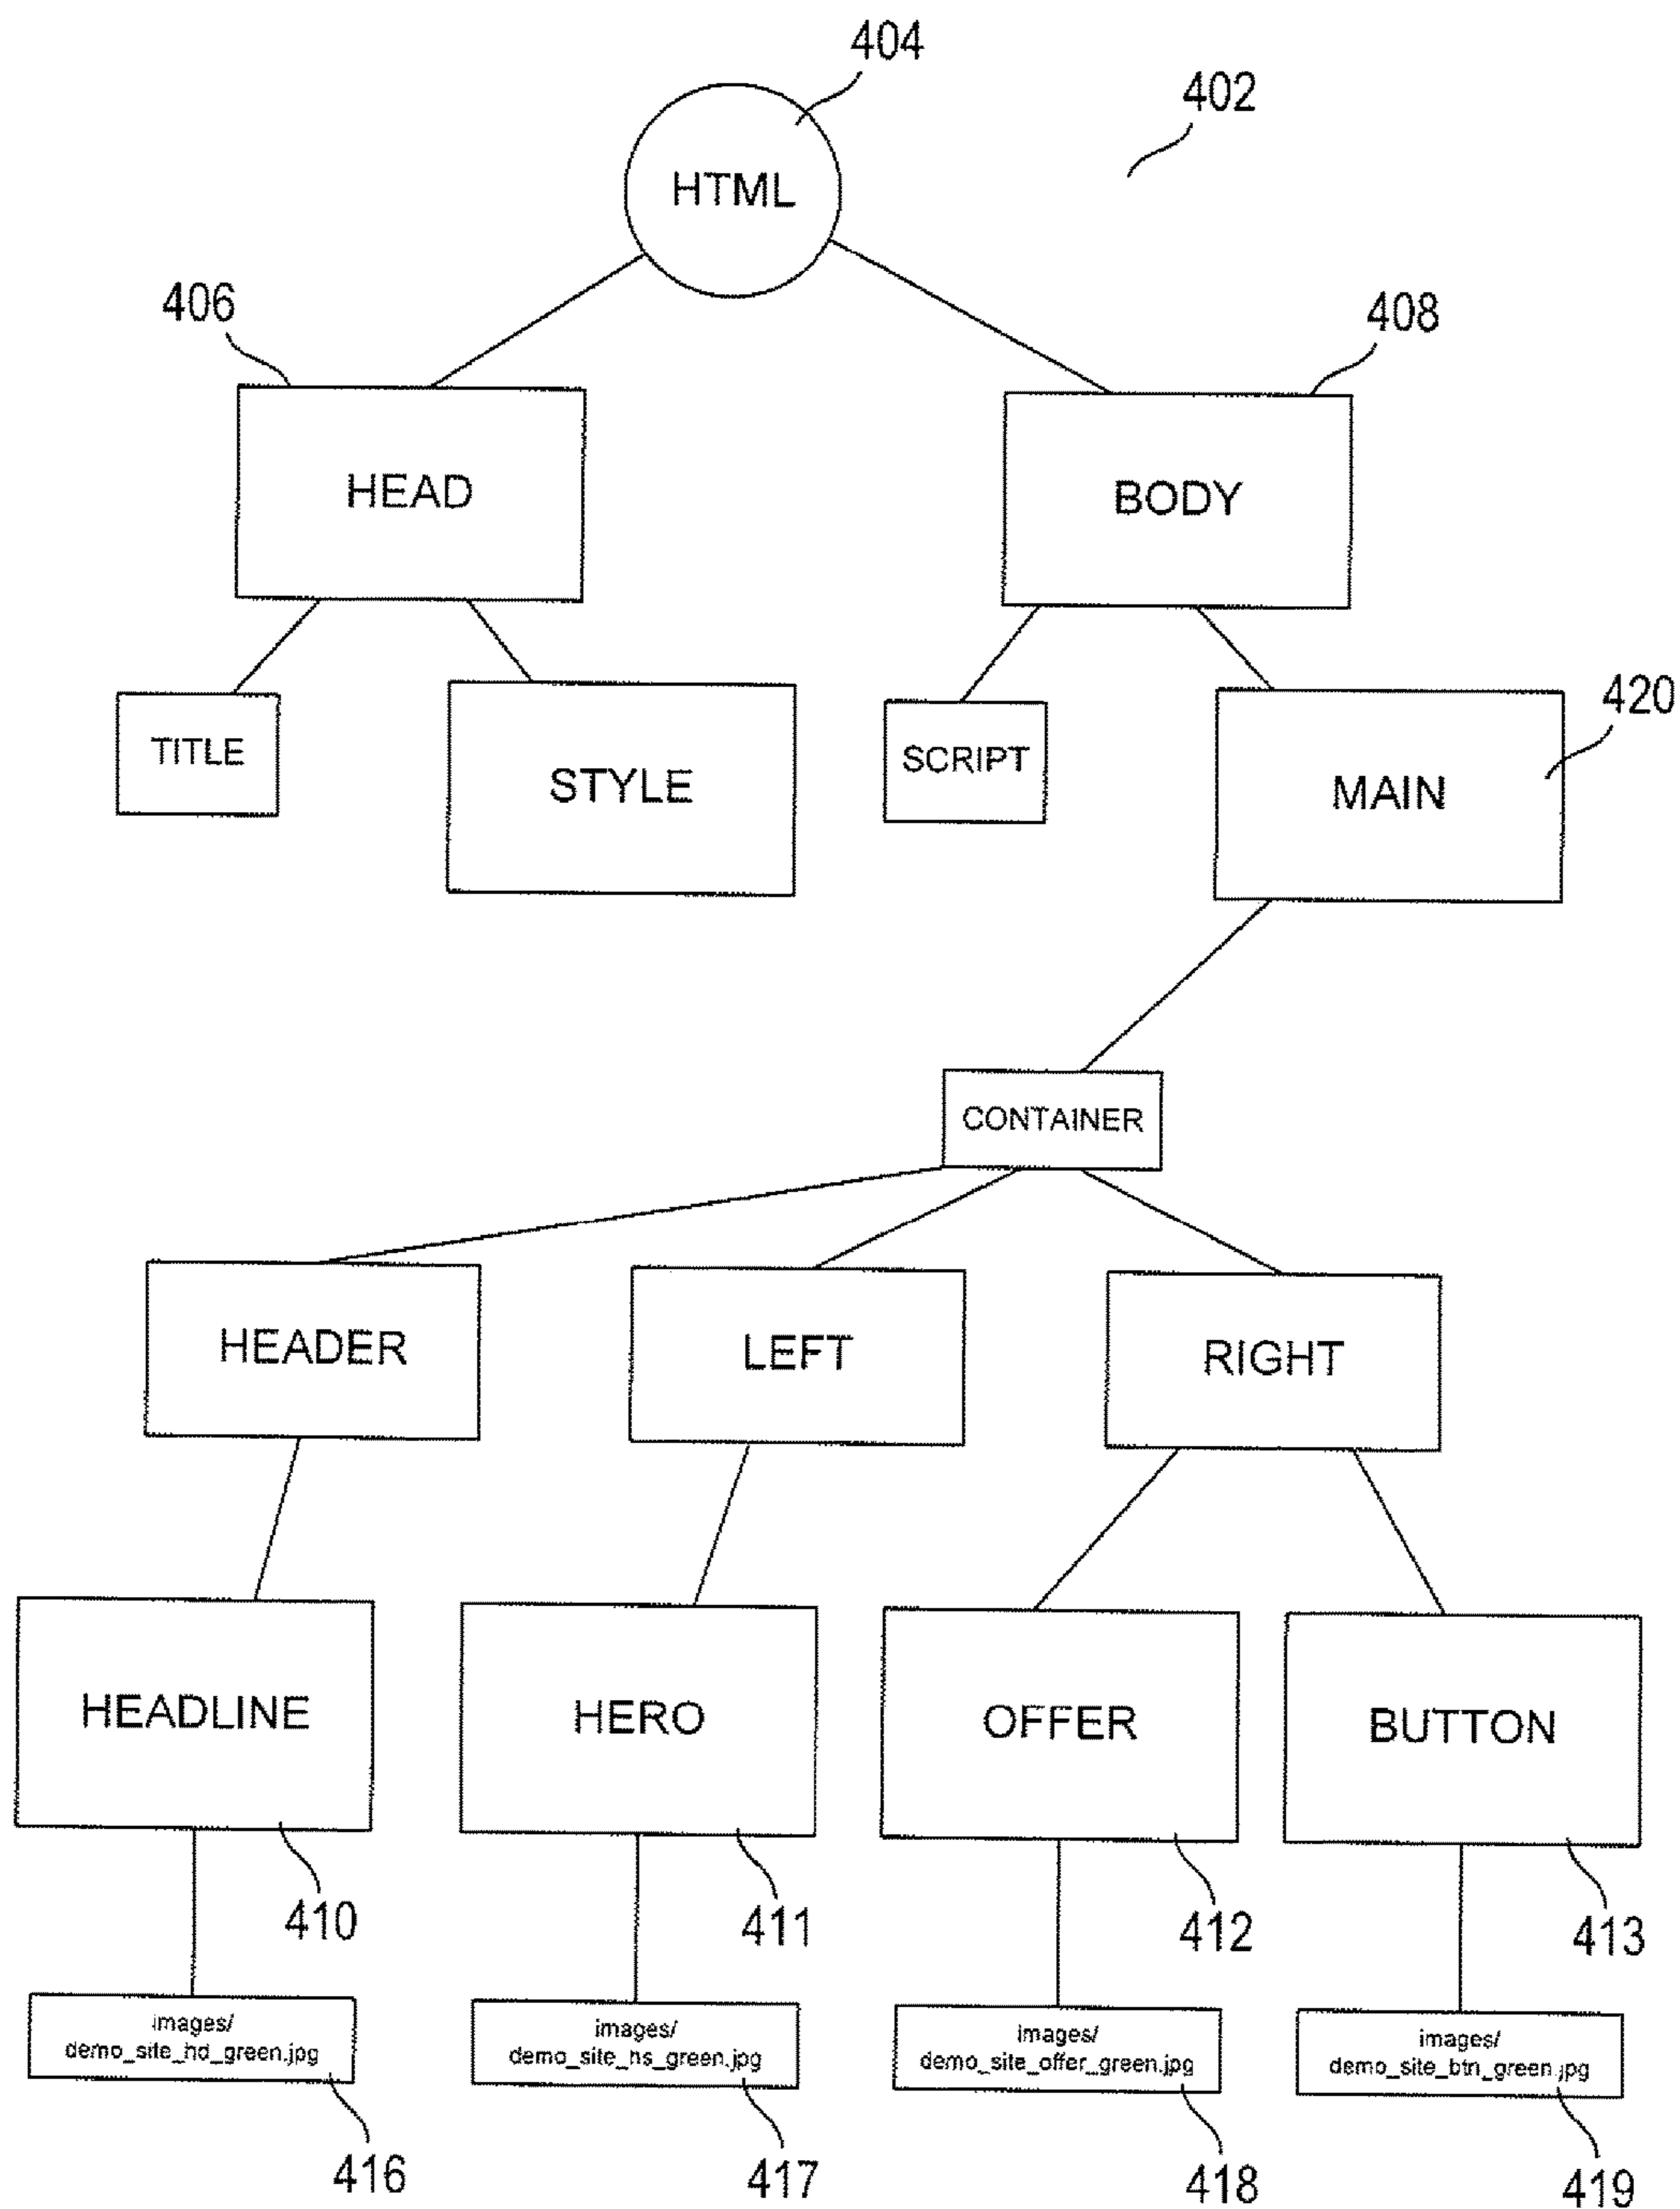 404
402
HTML
406
408
HEAD
BODY
420
TITLE
STYLE
SCRIPT
MAIN
CONTAINER
HEADER
LEFT
RIGHT
HEADLINE
HERO
OFFER
BUTTON
410
411
412
413
images/
demo_site_hd_green.jpg
images/
demo_site_hs_green.jpg
images/
demo_site_offer_green.jpg
images/
demo_site_btn_green.jpg
416
417
418
419